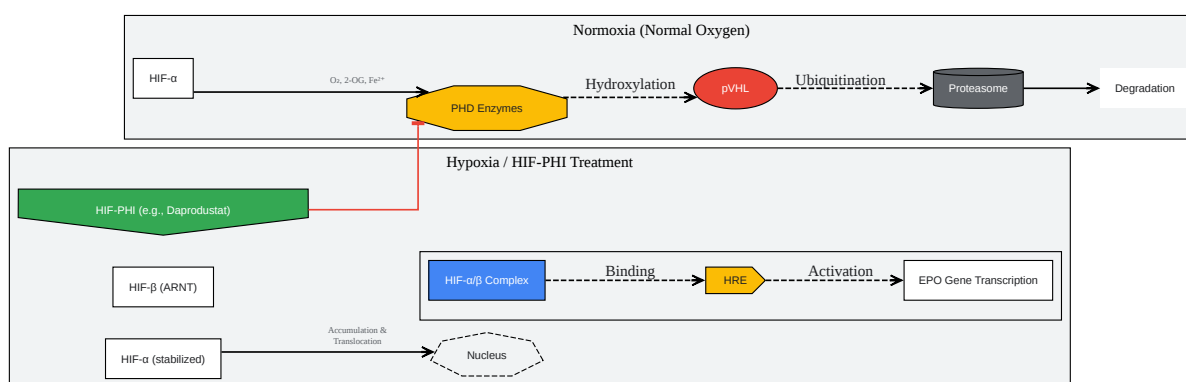 Normoxia (Normal Oxygen)
HIF-α
O₂, 2-OG, Fe²⁺
PHD Enzymes
Hydroxylation
pVHL
Ubiquitination
Proteasome
Degradation
Hypoxia / HIF-PHI Treatment
HIF-PHI (e.g., Daprodustat)
HIF-β (ARNT)
HIF-α/β Complex
Binding
HRE
Activation
EPO Gene Transcription
HIF-α (stabilized)
Accumulation &
Translocation
Nucleus